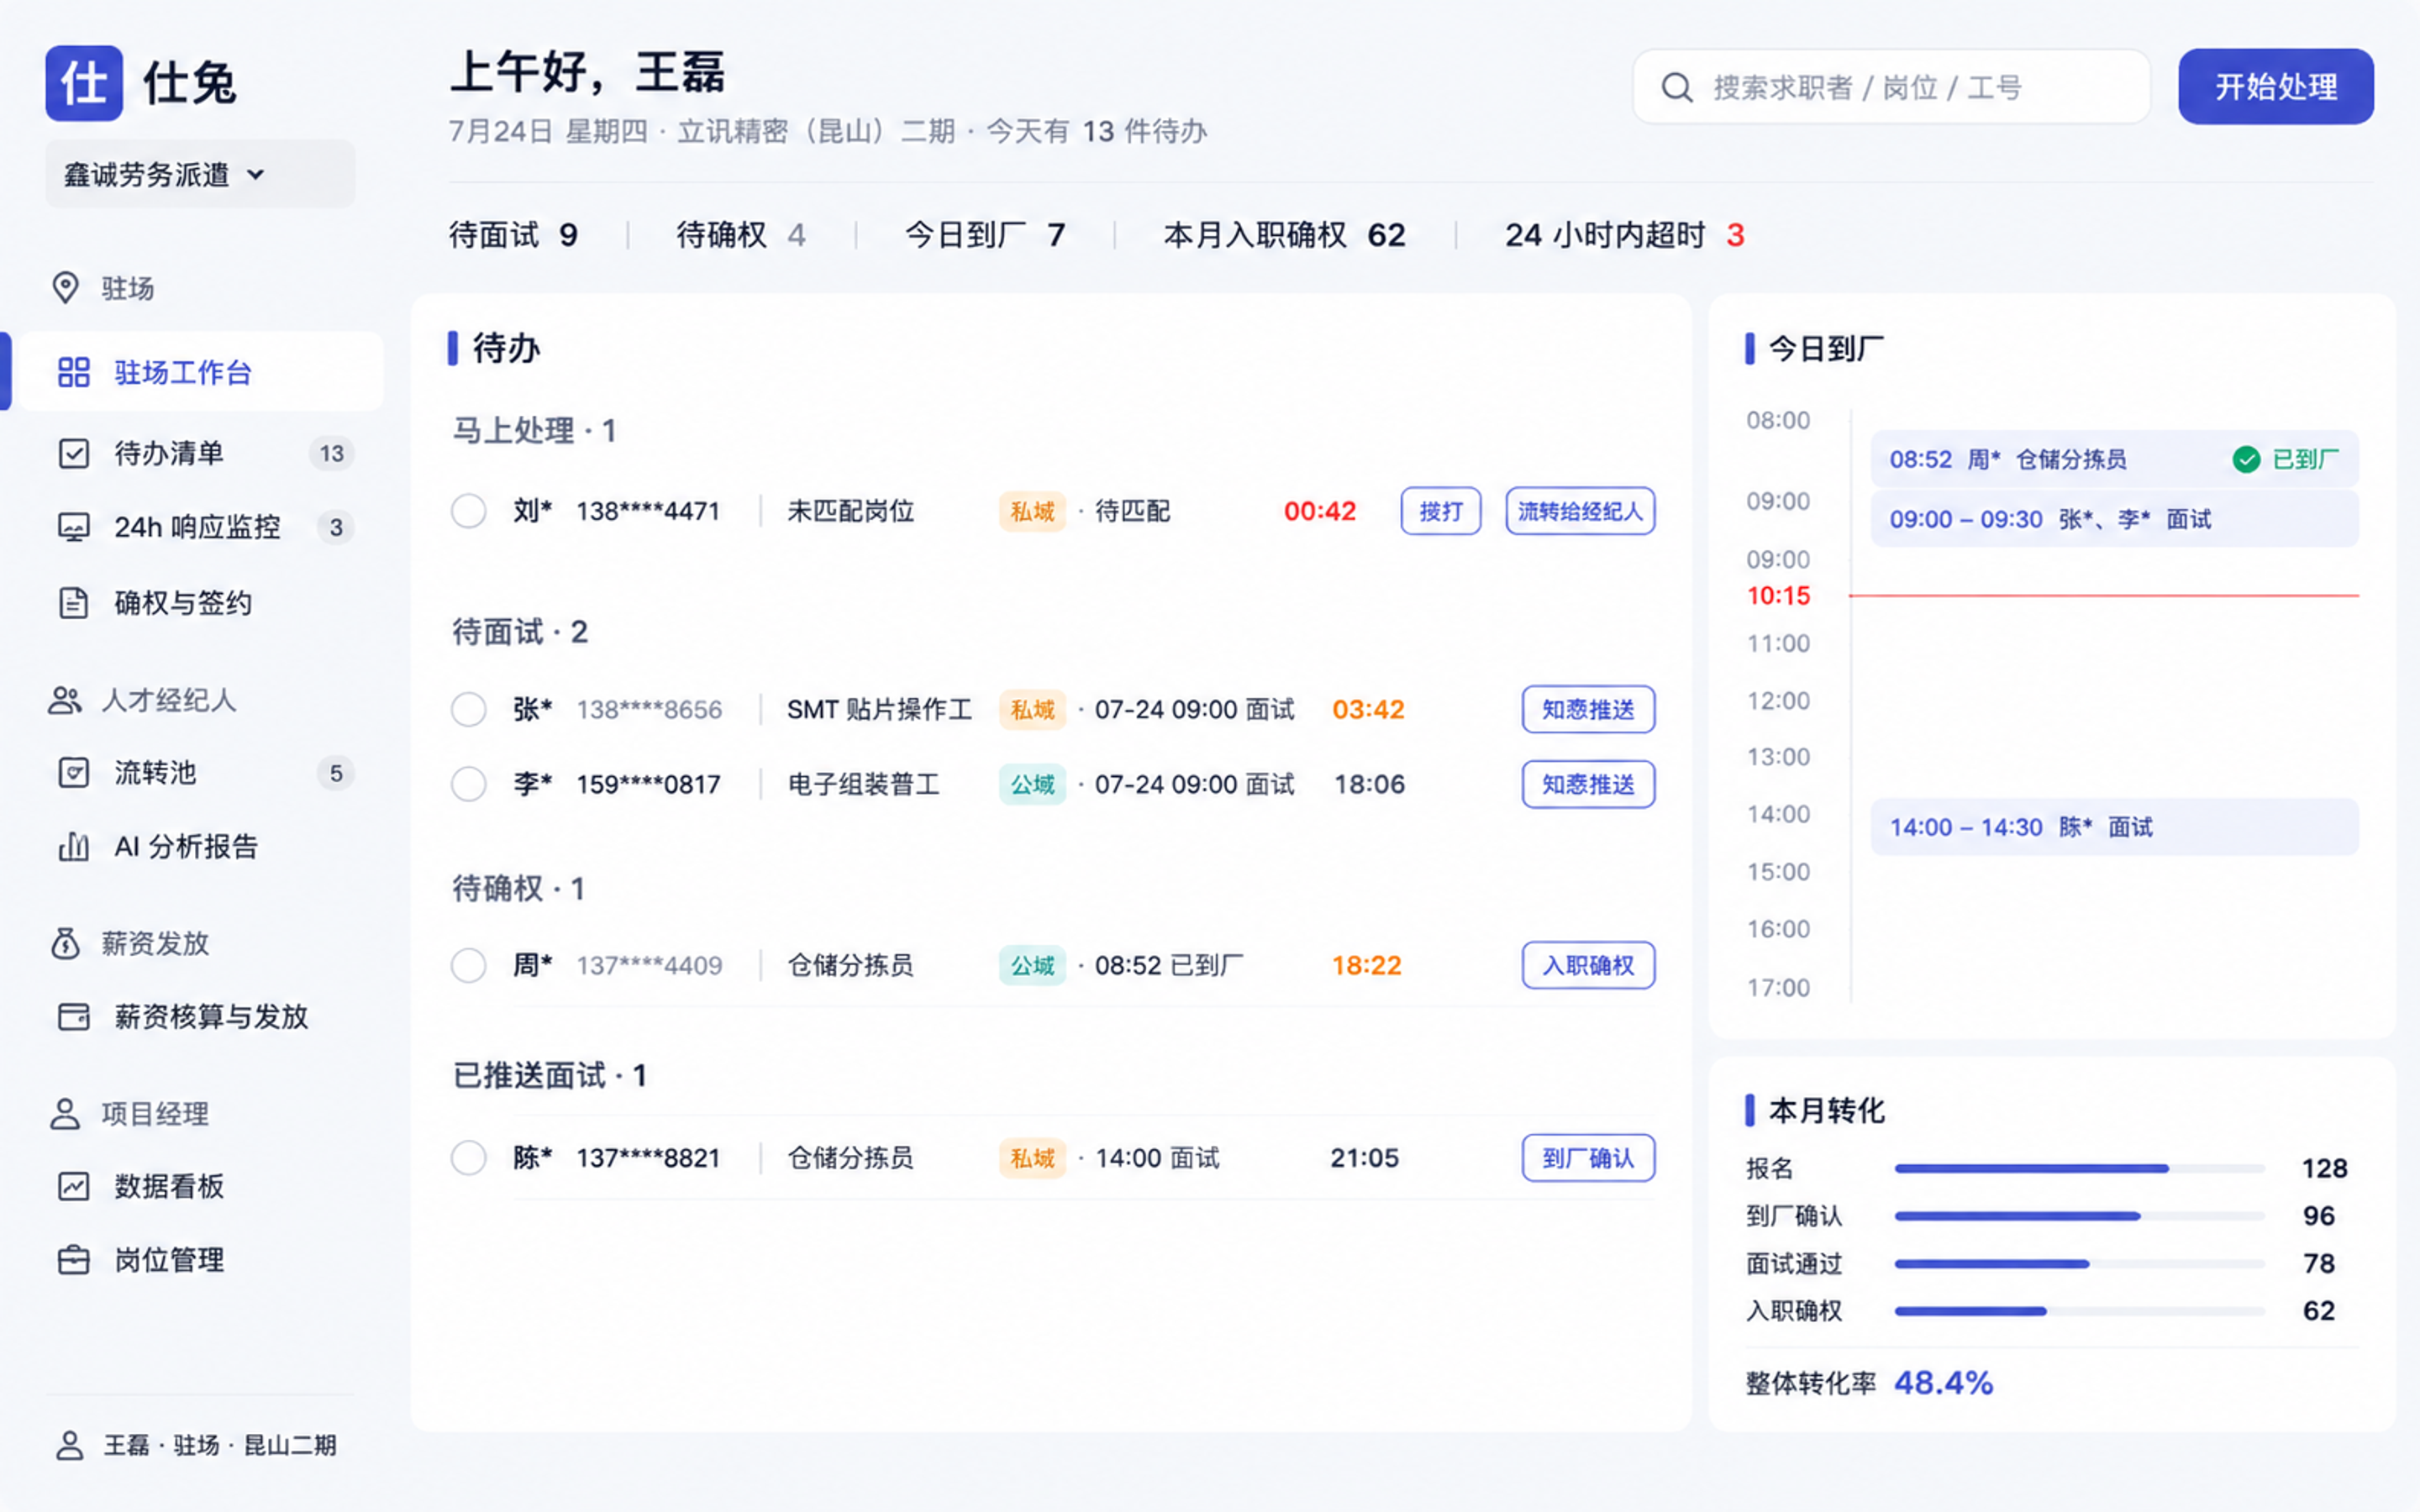 仕 仕兔
鑫诚劳务派遣
驻场
驻场工作台
待办清单 13
24h 响应监控 3
确权与签约
人才经纪人
流转池 5
AI 分析报告
薪资发放
薪资核算与发放
项目经理
数据看板
岗位管理
王磊 · 驻场 · 昆山二期
上午好，王磊
7月24日 星期四 · 立讯精密（昆山）二期 · 今天有 13 件待办
搜索求职者 / 岗位 / 工号
开始处理
待面试 9 待确权 4 今日到厂 7 本月入职确权 62 24 小时内超时 3
待办
马上处理 · 1
刘* 138****4471 未匹配岗位 私域 · 待匹配 00:42 拨打 流转给经纪人
待面试 · 2
张* 138****8656 SMT 贴片操作工 私域 · 07-24 09:00 面试 03:42 推送
李* 159****0817 电子组装普工 公域 · 07-24 09:00 面试 18:06 推送
待确权 · 1
周* 137****4409 仓储分拣员 公域 · 08:52 已到厂 18:22 入职确权
已推送面试 · 1
陈* 137****8821 仓储分拣员 私域 · 14:00 面试 21:05 到厂确认
今日到厂
08:00
08:52 周* 仓储分拣员 已到厂
09:00
09:00 – 09:30 张*、李* 面试
09:00
10:15
11:00
12:00
13:00
14:00
14:00 – 14:30 陈* 面试
15:00
16:00
17:00
本月转化
报名 128
到厂确认 96
面试通过 78
入职确权 62
整体转化率 48.4%